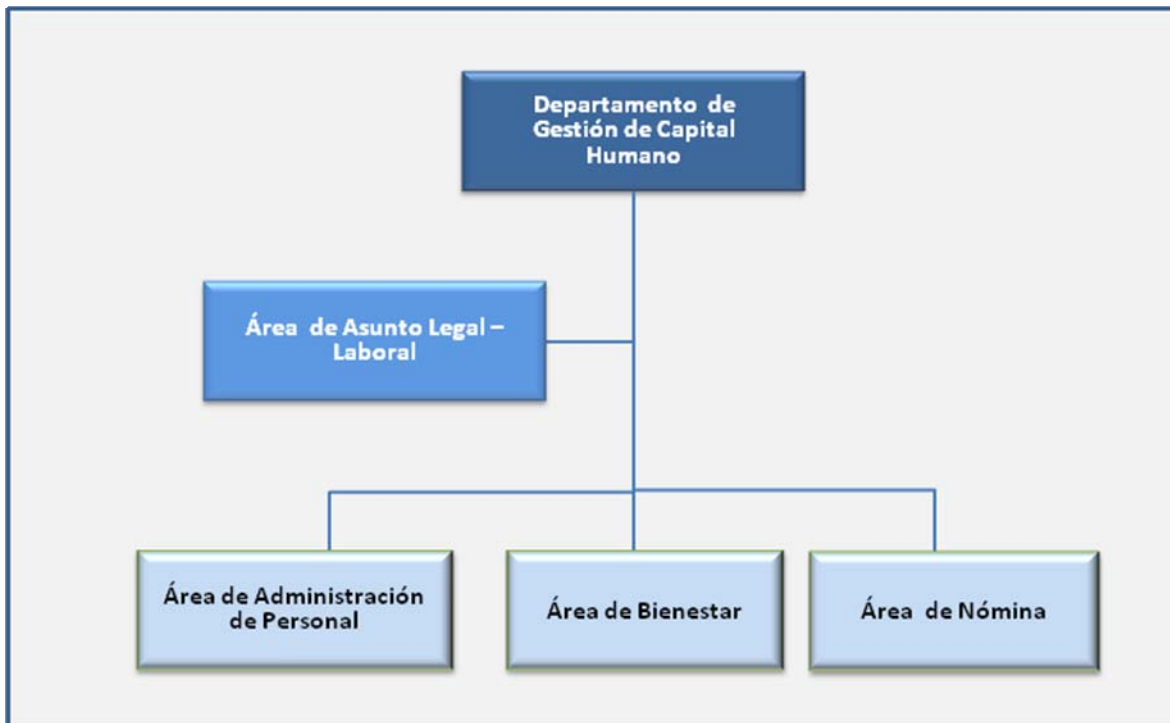 Departamento de
Gestión de Capital
Humano
Área de Asunto Legal –
Laboral
Área de Administración
de Personal
Área de Bienestar
Área de Nómina